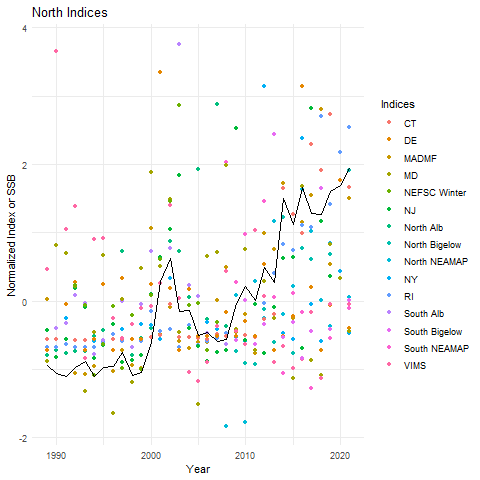 North Indices
Normalized Index or SSB
4
2
0
-2
1990
2000
2010
2020
Year
Indices
CT
DE
MADMF
MD
NEFSC Winter
NJ
North Alb
North Bigelow
North NEAMAP
NY
RI
South Alb
South Bigelow
South NEAMAP
VIMS